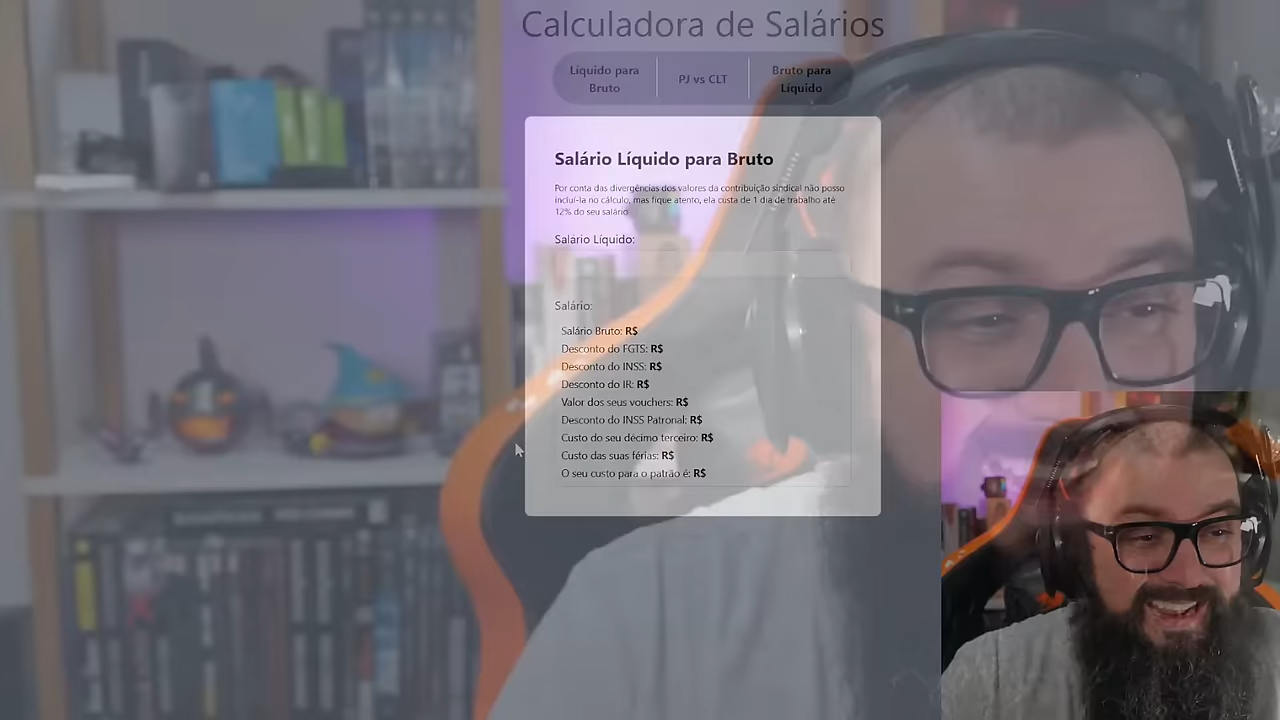 Calculadora de Salários
Líquido para
Bruto
PJ vs CLT
Bruto para
Líquido
Salário Líquido para Bruto
Por conta das divergências dos valores da contribuição sindical não posso
incluí-la no cálculo, mas fique atento, ela custa de 1 dia de trabalho até
12% do seu salário
Salário Líquido:
Salário:
Salário Bruto: R$
Desconto do FGTS: R$
Desconto do INSS: R$
Desconto do IR: R$
Valor dos seus vouchers: R$
Desconto do INSS Patronal: R$
Custo do seu décimo terceiro: R$
Custo das suas férias: R$
O seu custo para o patrão é: R$